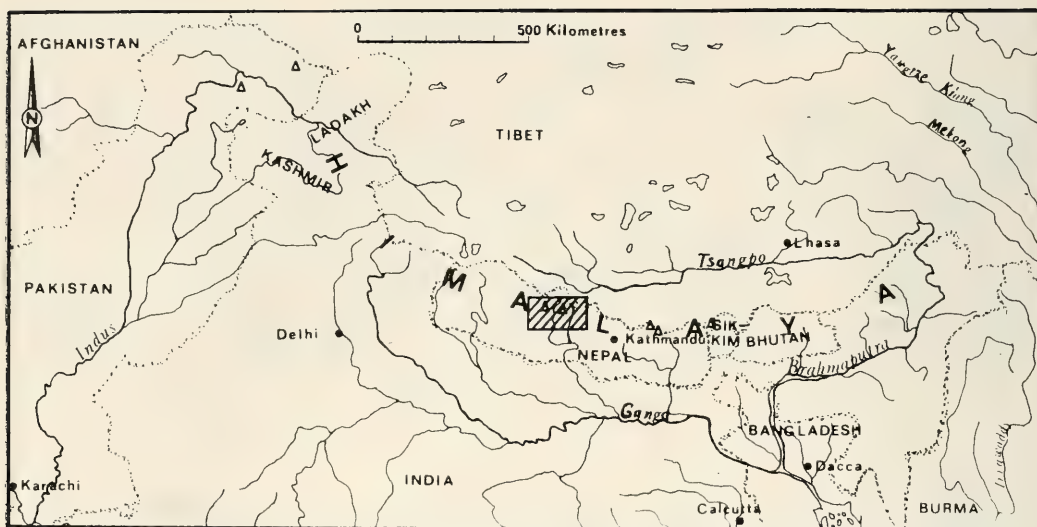 0 500 Kilometres
AFGHANISTAN
N
Yangtze Kiang
Mekong
LADAKH
TIBET
KASHMIR
HIMALAYA
Lhasa
Tsangpo
PAKISTAN
Indus
Delhi
SIK-
KIM
BHUTAN
Kathmandu
NEPAL
Brahmaputra
Ganga
BANGLADESH
Dacca
Karachi
INDIA
Calcutta
BURMA